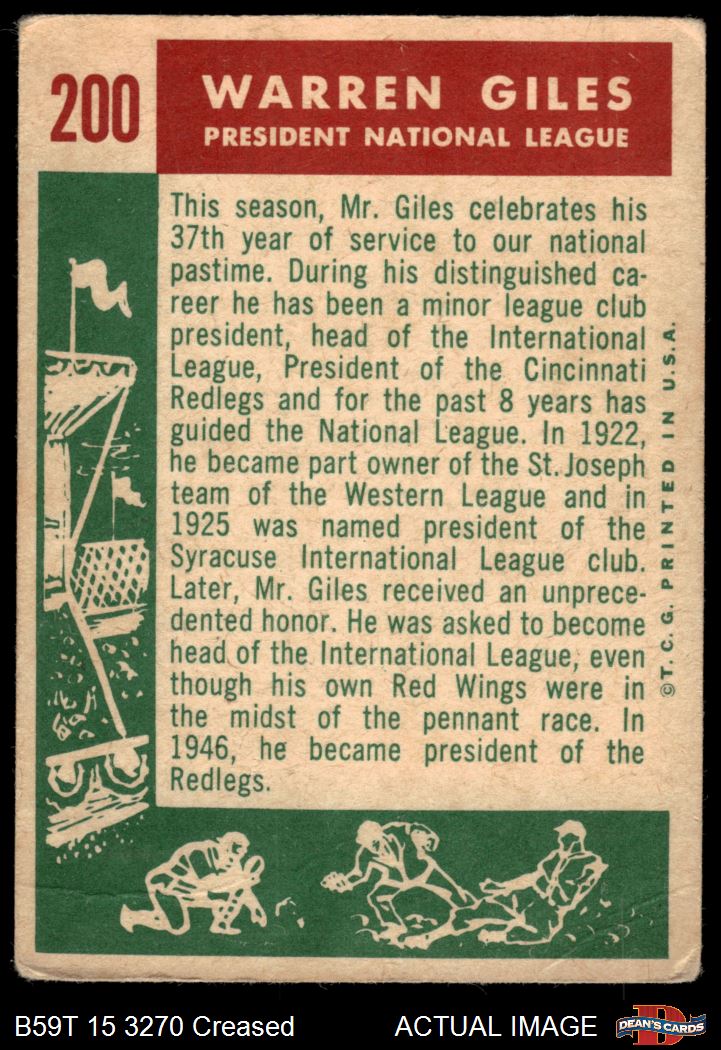 200
WARREN GILES
PRESIDENT NATIONAL LEAGUE
This season, Mr. Giles celebrates his
37th year of service to our national
pastime. During his distinguished ca-
reer he has been a minor league club
president, head of the International
League, President of the Cincinnati
Redlegs and for the past 8 years has
guided the National League. In 1922,
he became part owner of the St. Joseph
team of the Western League and in
1925 was named president of the
Syracuse International League club.
Later, Mr. Giles received an unprece-
dented honor. He was asked to become
head of the International League, even
though his own Red Wings were in
the midst of the pennant race. In
1946, he became president of the
Redlegs.
©T. C. G. PRINTED IN U.S.A.
B59T 15 3270 Creased
ACTUAL IMAGE
D
DEAN'S CARDS